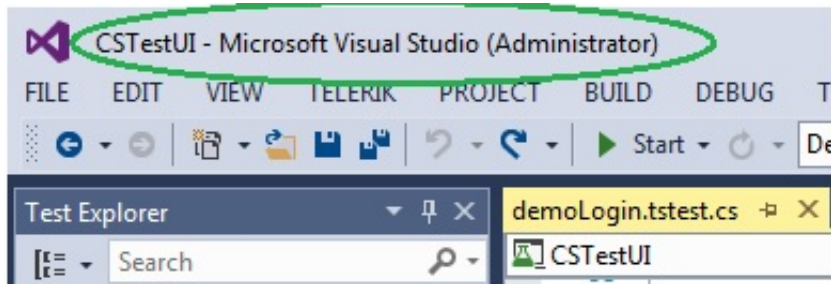 CSTestUI - Microsoft Visual Studio (Administrator)
FILE EDIT VIEW TELERIK PROJECT BUILD DEBUG T
Start De
Test Explorer demoLogin.tstest.cs
Search CSTestUI